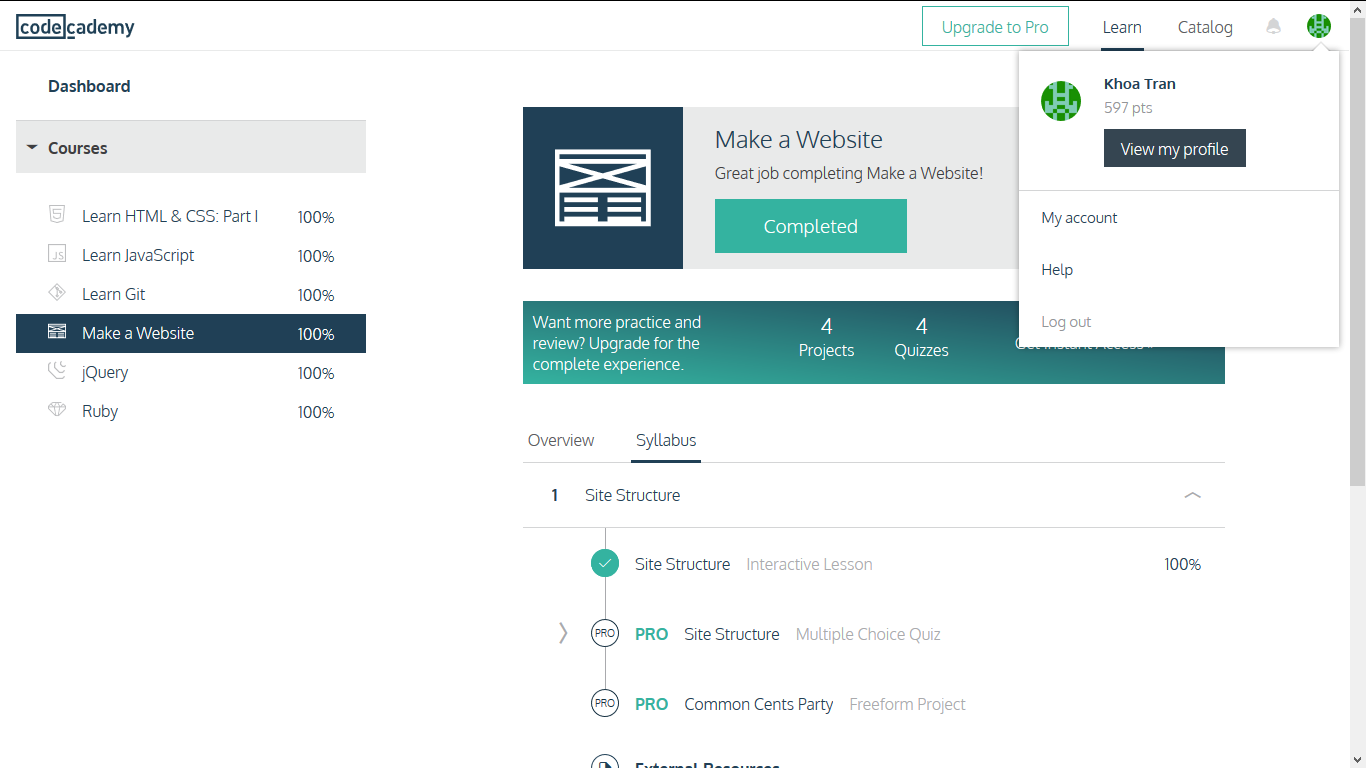 codecademy
Upgrade to Pro
Learn
Catalog
Khoa Tran
597 pts
View my profile
My account
Help
Log out
Dashboard
Courses
Learn HTML & CSS: Part I 100%
JS Learn JavaScript 100%
Learn Git 100%
Make a Website 100%
jQuery 100%
Ruby 100%
Make a Website
Great job completing Make a Website!
Completed
Want more practice and
review? Upgrade for the
complete experience.
4
Projects
4
Quizzes
Get Instant Access
Overview
Syllabus
1 Site Structure
Site Structure Interactive Lesson 100%
PRO PRO Site Structure Multiple Choice Quiz
PRO PRO Common Cents Party Freeform Project
External Resources